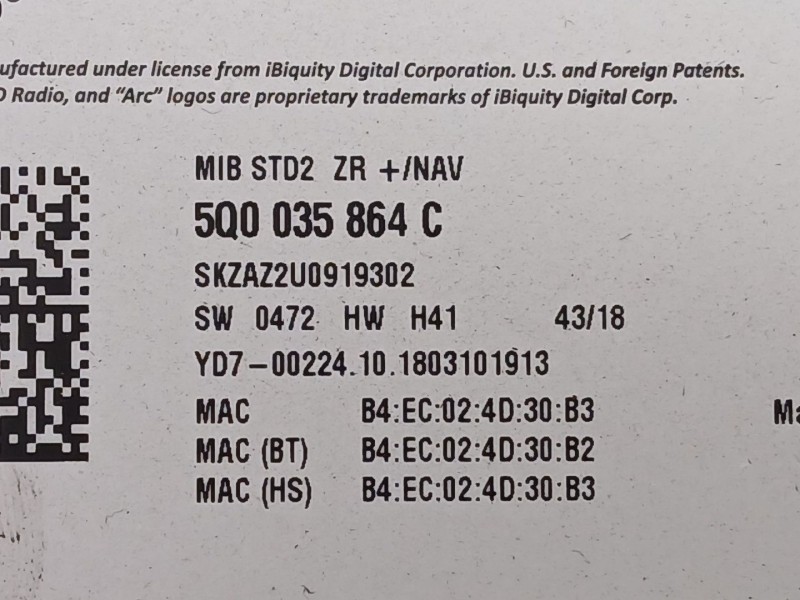 ufactured under license from iBiquity Digital Corporation. U.S. and Foreign Patents.
D Radio, and “Arc” logos are proprietary trademarks of iBiquity Digital Corp.
MIB STD2 ZR +/NAV
5Q0 035 864 C
SKZAZ2U0919302
SW 0472 HW H41 43/18
YD7-00224.10.1803101913
MAC B4:EC:02:4D:30:B3 Ma
MAC (BT) B4:EC:02:4D:30:B2
MAC (HS) B4:EC:02:4D:30:B3